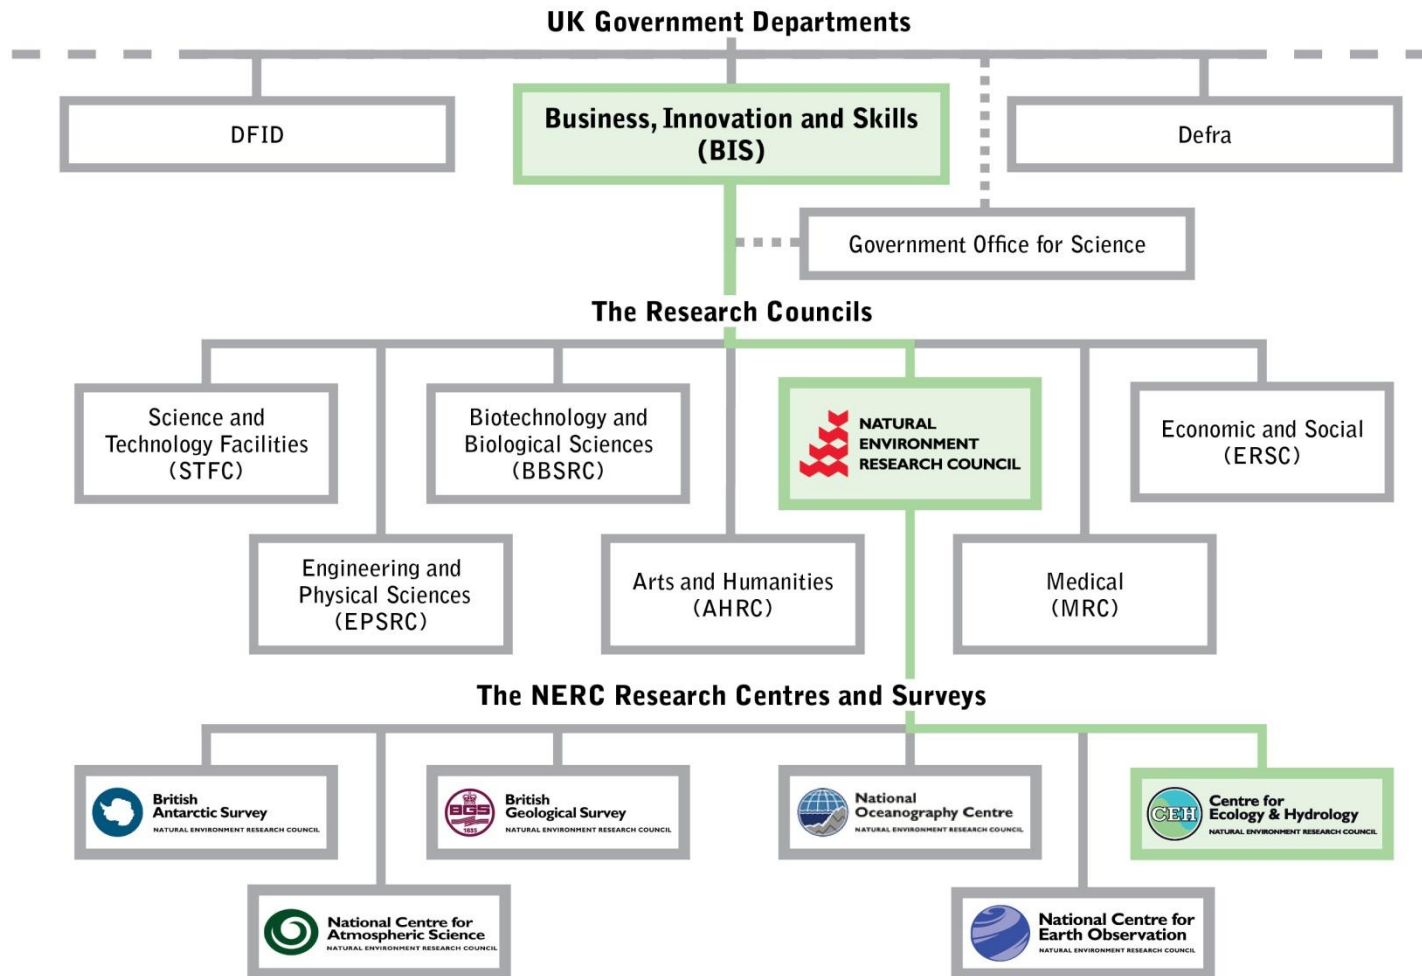 UK Government Departments
DFID
Business, Innovation and Skills
(BIS)
Defra
Government Office for Science
The Research Councils
Science and
Technology Facilities
(STFC)
Biotechnology and
Biological Sciences
(BBSRC)
NATURAL
ENVIRONMENT
RESEARCH COUNCIL
Economic and Social
(ERSC)
Engineering and
Physical Sciences
(EPSRC)
Arts and Humanities
(AHRC)
Medical
(MRC)
The NERC Research Centres and Surveys
British
Antarctic Survey
NATURAL ENVIRONMENT RESEARCH COUNCIL
BGS
1835
British
Geological Survey
NATURAL ENVIRONMENT RESEARCH COUNCIL
National
Oceanography Centre
NATURAL ENVIRONMENT RESEARCH COUNCIL
CEH
Centre for
Ecology & Hydrology
NATURAL ENVIRONMENT RESEARCH COUNCIL
National Centre for
Atmospheric Science
NATURAL ENVIRONMENT RESEARCH COUNCIL
National Centre for
Earth Observation
NATURAL ENVIRONMENT RESEARCH COUNCIL